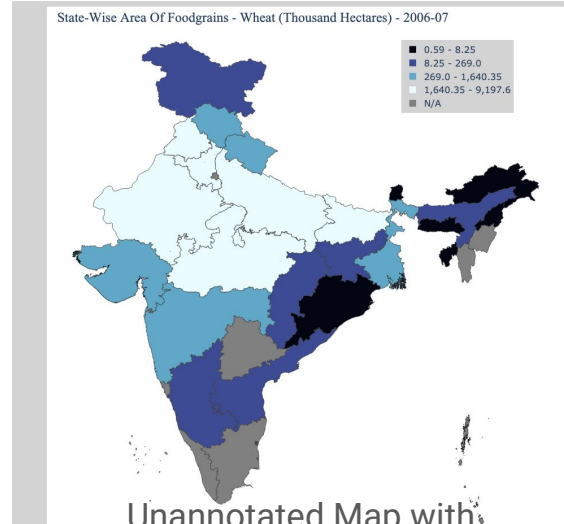 State-Wise Area Of Foodgrains - Wheat (Thousand Hectares) - 2006-07
0.59 - 8.25
8.25 - 269.0
269.0 - 1,640.35
1,640.35 - 9,197.6
N/A
Unannotated Map with